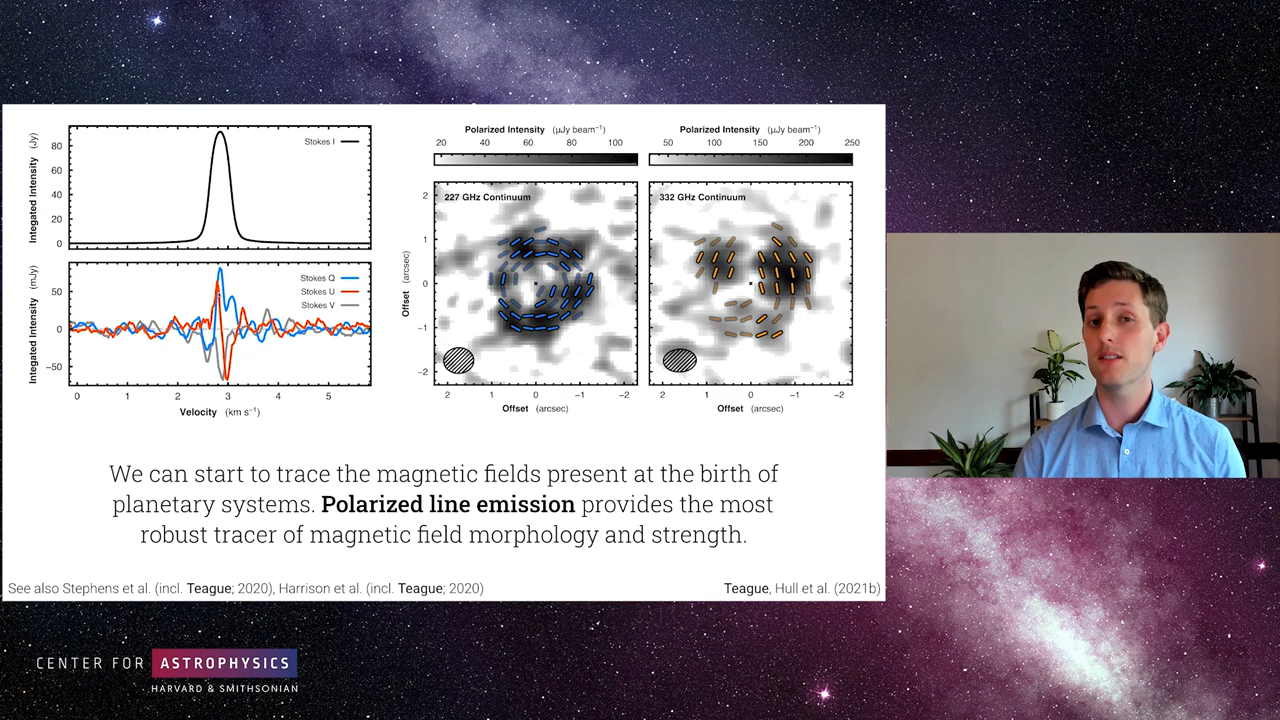 Integated Intensity (Jy)
80
60
40
20
0
Stokes I
Integated Intensity (mJy)
50
0
−50
Stokes Q
Stokes U
Stokes V
0 1 2 3 4 5
Velocity (km s⁻¹)
Polarized Intensity (μJy beam⁻¹)
20 40 60 80 100
227 GHz Continuum
Offset (arcsec)
2
1
0
−1
−2
2 1 0 −1 −2
Offset (arcsec)
Polarized Intensity (μJy beam⁻¹)
50 100 150 200 250
332 GHz Continuum
2 1 0 −1 −2
Offset (arcsec)
We can start to trace the magnetic fields present at the birth of
planetary systems. Polarized line emission provides the most
robust tracer of magnetic field morphology and strength.
See also Stephens et al. (incl. Teague; 2020), Harrison et al. (incl. Teague; 2020)
Teague, Hull et al. (2021b)
CENTER FOR ASTROPHYSICS
HARVARD & SMITHSONIAN